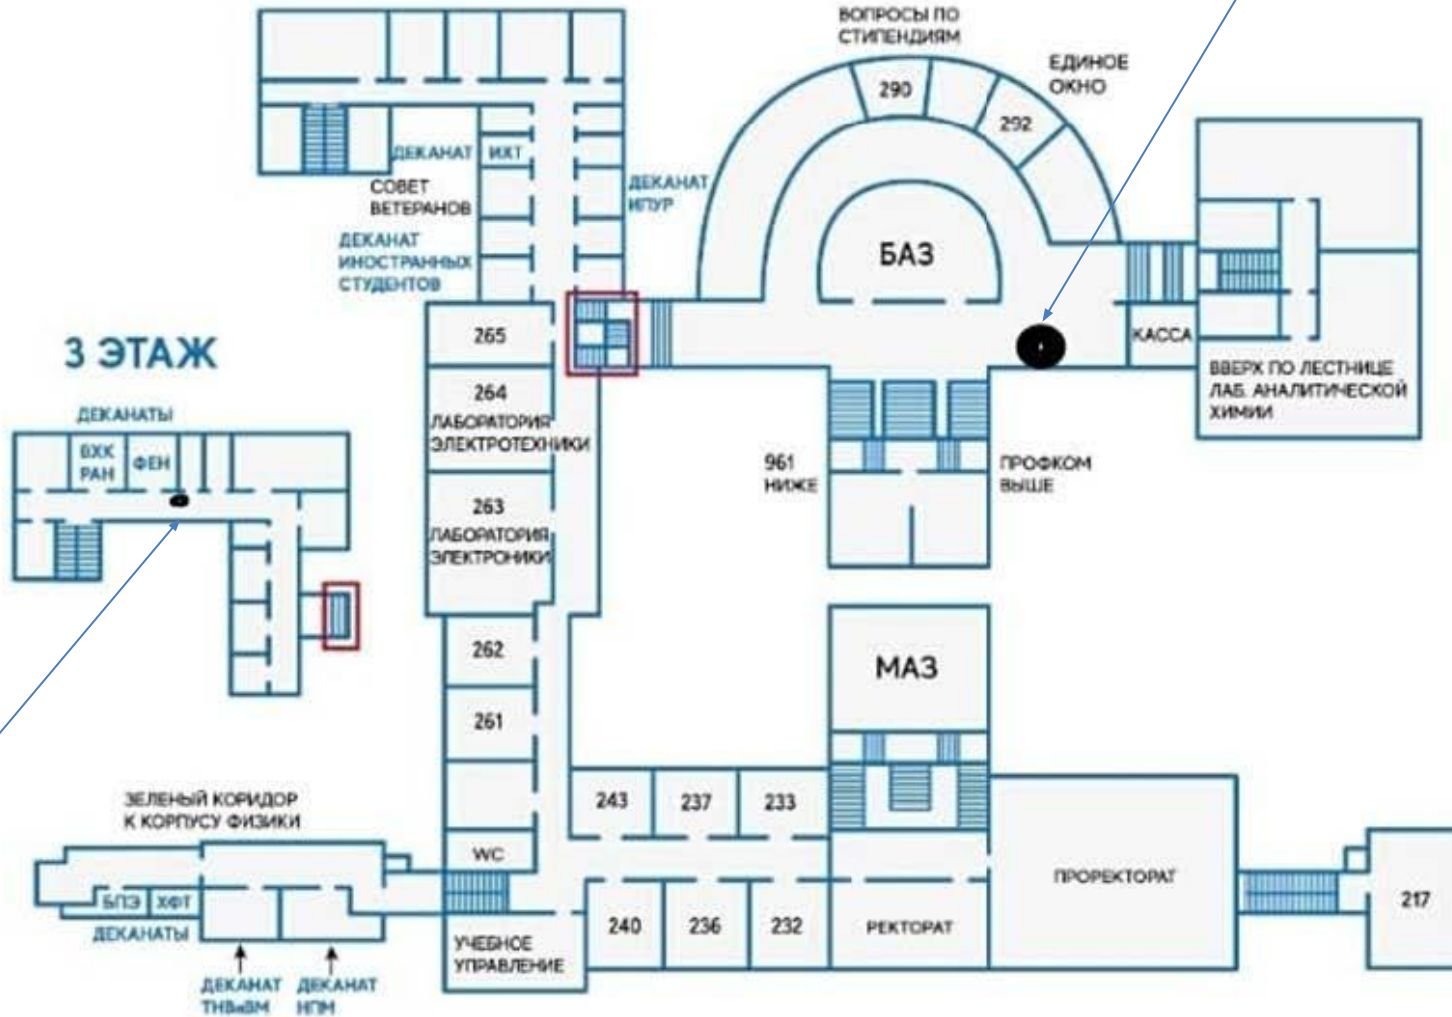 ВОПРОСЫ ПО
СТИПЕНДИЯМ
290
ЕДИНОЕ
ОКНО
292
ДЕКАНАТ
ИХТ
СОВЕТ
ВЕТЕРАНОВ
ДЕКАНАТ
ИПУР
ДЕКАНАТ
ИНОСТРАННЫХ
СТУДЕНТОВ
БАЗ
265
КАССА
ВВЕРХ ПО ЛЕСТНИЦЕ
ЛАБ. АНАЛИТИЧЕСКОЙ
ХИМИИ
3 ЭТАЖ
264
ЛАБОРАТОРИЯ
ЭЛЕКТРОТЕХНИКИ
ДЕКАНАТЫ
ВХК
РАН
ФЕН
961
НИЖЕ
ПРОФКОМ
ВЫШЕ
263
ЛАБОРАТОРИЯ
ЭЛЕКТРОНИКИ
262
МАЗ
261
ЗЕЛЕНЫЙ КОРИДОР
К КОРПУСУ ФИЗИКИ
243
237
233
WC
БПЭ
ХФТ
ДЕКАНАТЫ
ПРОРЕКТОРАТ
217
240
236
232
РЕКТОРАТ
УЧЕБНОЕ
УПРАВЛЕНИЕ
ДЕКАНАТ
ТНВиВМ
ДЕКАНАТ
НПМ